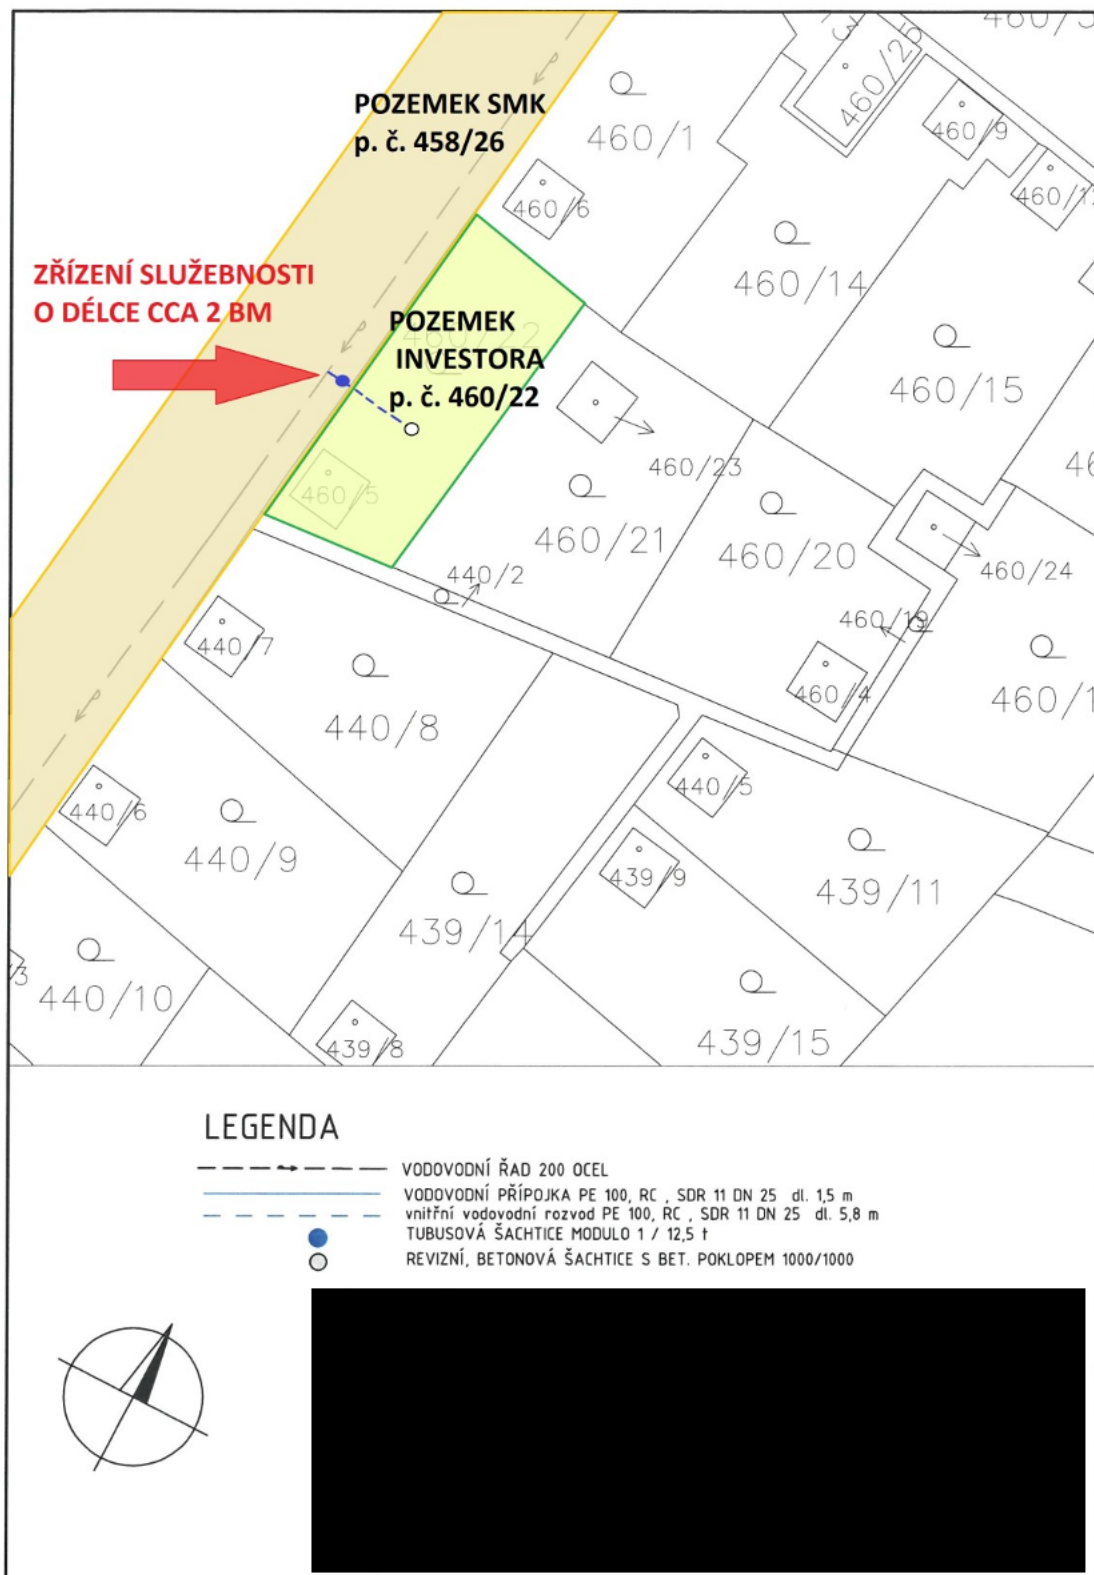 460/25
460/1
460/9
460/6
460/14
460/15
POZEMEK SMK
p. č. 458/26
ZŘÍZENÍ SLUŽEBNOSTI
O DÉLCE CCA 2 BM
460/22
POZEMEK
INVESTORA
p. č. 460/22
460/23
460/5
460/21
460/20
460/24
440/2
460/19
440/7
460/4
440/8
440/5
440/6
440/9
439/9
439/11
439/14
440/10
439/8
439/15
LEGENDA
VODOVODNÍ ŘAD 200 OCEL
VODOVODNÍ PŘÍPOJKA PE 100, RC , SDR 11 DN 25 dl. 1,5 m
vnitřní vodovodní rozvod PE 100, RC , SDR 11 DN 25 dl. 5,8 m
TUBUSOVÁ ŠACHTICE MODULO 1 / 12,5 t
REVIZNÍ, BETONOVÁ ŠACHTICE S BET. POKLOPEM 1000/1000